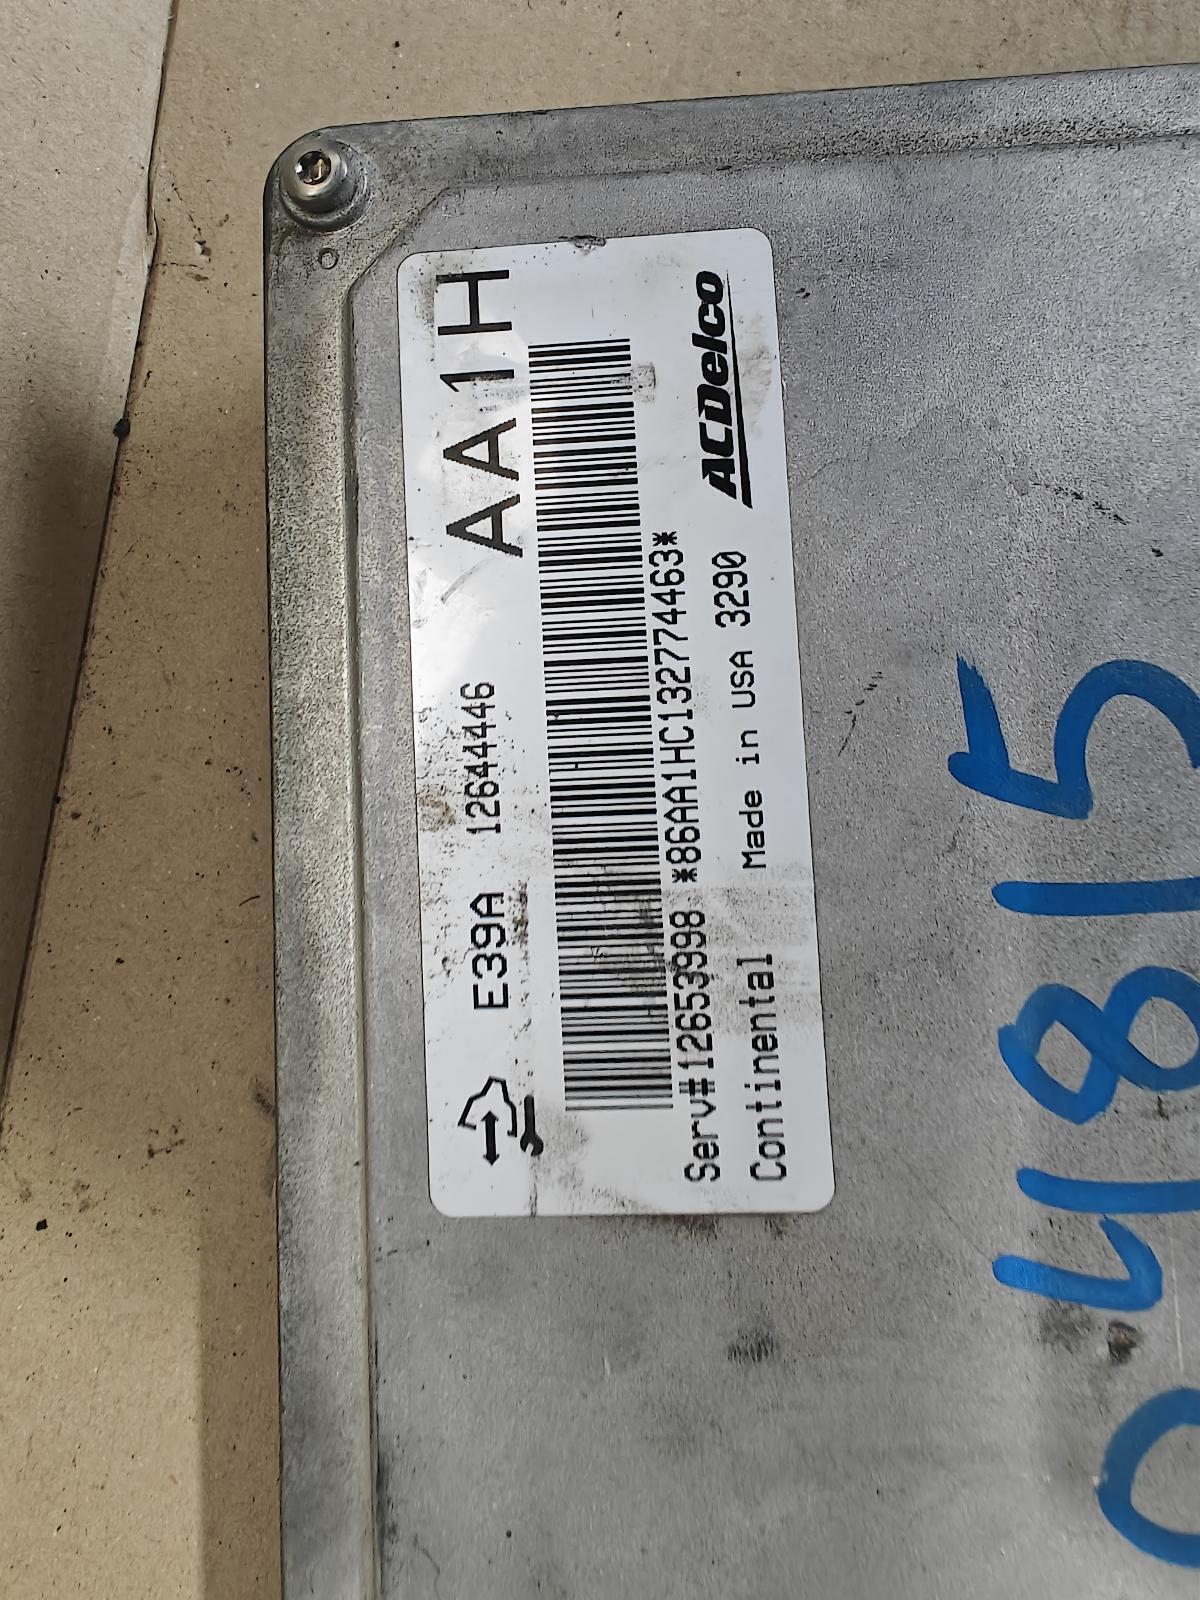 E39A 12644446 AA1H
Serv#12653998 *86AA1HC132774463*
Continental Made in USA 3290 ACDelco
04815